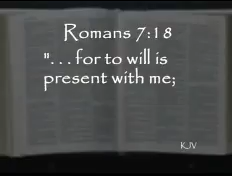 Romans 7:18
". . . for to will is
present with me;
KJV